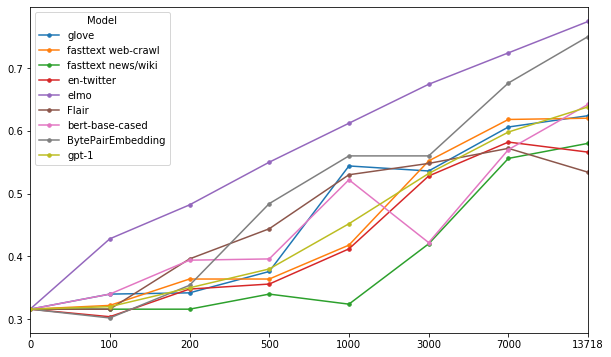 Model
glove
fasttext web-crawl
fasttext news/wiki
en-twitter
elmo
Flair
bert-base-cased
BytePairEmbedding
gpt-1
0.7
0.6
0.5
0.4
0.3
0 100 200 500 1000 3000 7000 13718